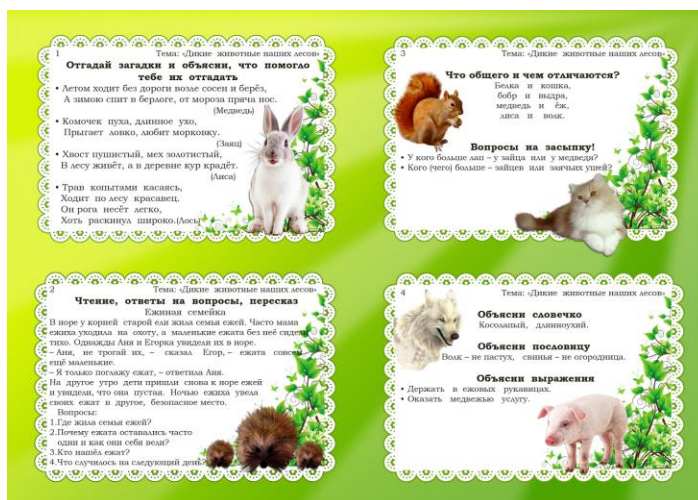 1
Тема: «Дикие животные наших лесов»
Отгадай загадки и объясни, что помогло
тебе их отгадать
• Летом ходит без дороги возле сосен и берёз,
А зимою спит в берлоге, от мороза пряча нос.
(Медведь)
• Комочек пуха, длинное ухо,
Прыгает ловко, любит морковку.
(Заяц)
• Хвост пушистый, мех золотистый,
В лесу живёт, а в деревне кур крадёт.
(Лиса)
• Трав копытами касаясь,
Ходит по лесу красавец.
Он рога несёт легко,
Хоть раскинул широко.(Лось)
3
Тема: «Дикие животные наших лесов»
Что общего и чем отличаются?
Белка и кошка,
бобр и выдра,
медведь и ёж,
лиса и волк.
Вопросы на засыпку!
• У кого больше лап – у зайца или у медведя?
• Кого (чего) больше – зайцев или заячьих ушей?
2
Тема: «Дикие животные наших лесов»
Чтение, ответы на вопросы, пересказ
Ежиная семейка
В норе у корней старой ели жила семья ежей. Часто мама
ежиха уходила на охоту, а маленькие ежата без неё сидели
тихо. Однажды Аня и Егорка увидели их в норе.
– Аня, не трогай их, – сказал Егор, – ежата совсем
ещё маленькие.
– Я только поглажу ежат, – ответила Аня.
На другое утро дети пришли снова к норе ежей
и увидели, что она пустая. Ночью ежиха увела
своих ежат в другое, безопасное место.
Вопросы:
1.Где жила семья ежей?
2.Почему ежата оставались часто
одни и как они себя вели?
3.Кто нашёл ежат?
4.Что случилось на следующий день?
4
Тема: «Дикие животные наших лесов»
Объясни словечко
Косолапый, длинноухий.
Объясни пословицу
Волк – не пастух, свинья – не огородница.
Объясни выражения
• Держать в ежовых рукавицах.
• Оказать медвежью услугу.